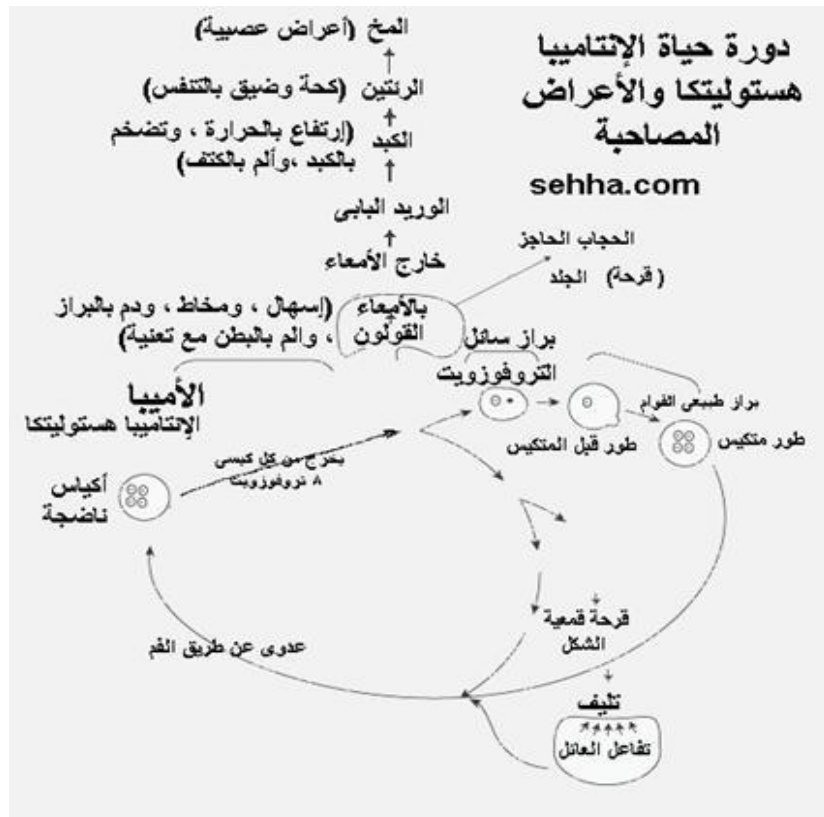 دورة حياة الإنتاميبا
هستوليتكا والأعراض
المصاحبة
sehha.com
المخ (أعراض عصبية)
الرئتين (كحة وضيق بالتنفس)
الكبد (إرتفاع بالحرارة ، وتضخم
بالكبد ،وألم بالكتف)
الوريد البابى
خارج الأمعاء
الحجاب الحاجز
(قرحة) الجلد
بالأمعاء
القولون
(إسهال ، ومخاط ، ودم بالبراز
، والم بالبطن مع تعنية)
براز سائل
التروفوزويت
براز طبيعى القوام
طور قبل المتكيس
طور متكيس
الأميبا
الإنتاميبا هستوليتكا
يخرج من كل كيسى
٨ تروفوزويت
أكياس
ناضجة
قرحة قمعية
الشكل
عدوى عن طريق الفم
تليف
تفاعل العائل